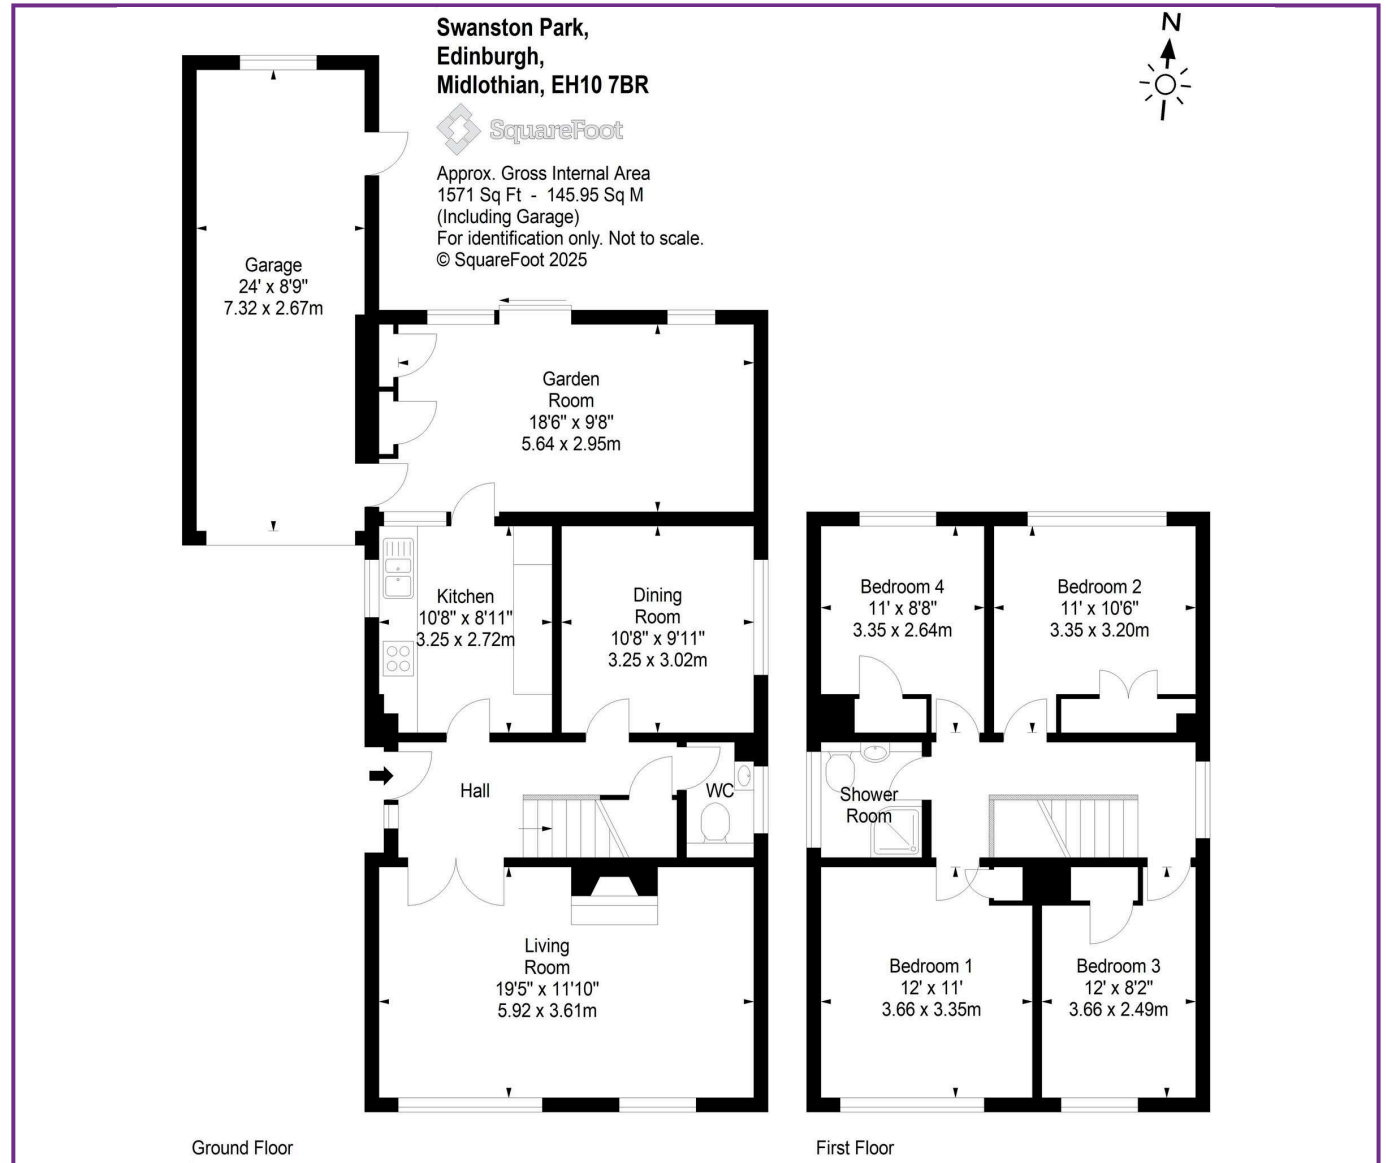 Swanston Park,
Edinburgh,
Midlothian, EH10 7BR
SquareFoot
Approx. Gross Internal Area
1571 Sq Ft - 145.95 Sq M
(Including Garage)
For identification only. Not to scale.
© SquareFoot 2025
N
Garage
24' x 8'9"
7.32 x 2.67m
Garden
Room
18'6" x 9'8"
5.64 x 2.95m
Kitchen
10'8" x 8'11"
3.25 x 2.72m
Dining
Room
10'8" x 9'11"
3.25 x 3.02m
Hall
WC
Living
Room
19'5" x 11'10"
5.92 x 3.61m
Ground Floor
Bedroom 4
11' x 8'8"
3.35 x 2.64m
Bedroom 2
11' x 10'6"
3.35 x 3.20m
Shower
Room
Bedroom 1
12' x 11'
3.66 x 3.35m
Bedroom 3
12' x 8'2"
3.66 x 2.49m
First Floor